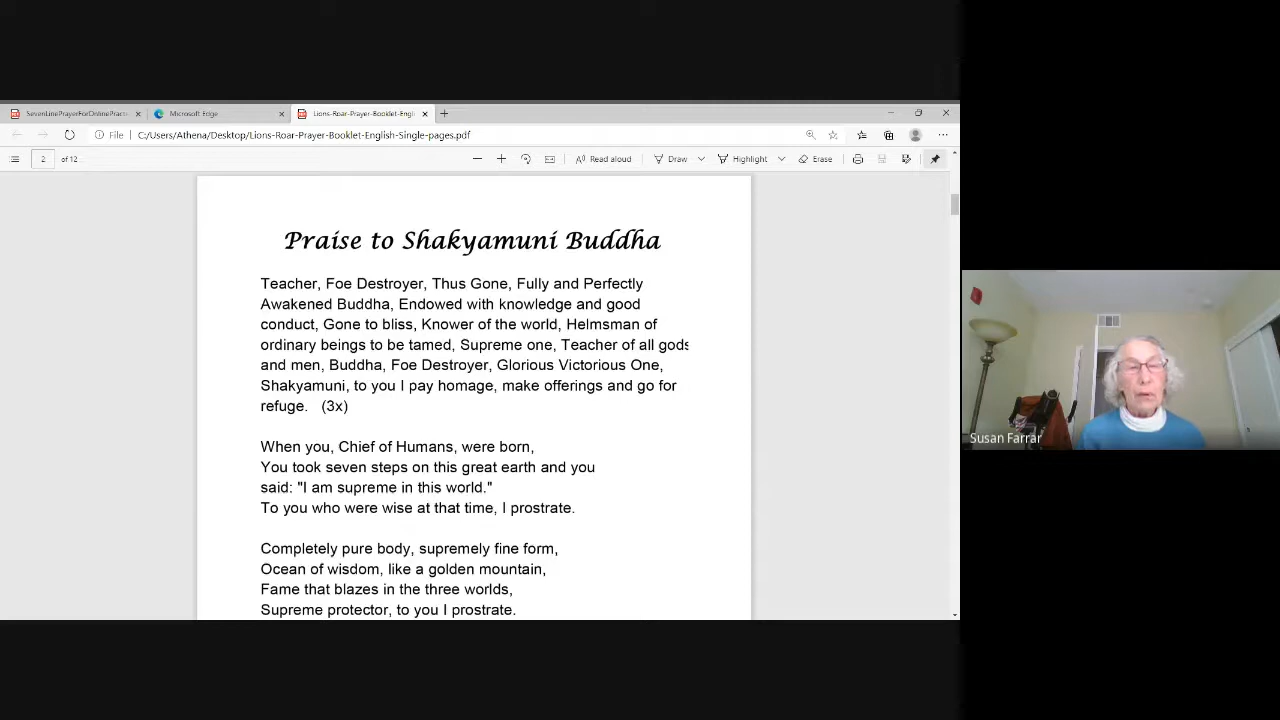 SevenLinePrayerForOnlinePract
Microsoft Edge
Lions-Roar-Prayer-Booklet-Engli
File
C:/Users/Athena/Desktop/Lions-Roar-Prayer-Booklet-English-Single-pages.pdf
2 of 12
Read aloud
Draw
Highlight
Erase
Praise to Shakyamuni Buddha
Teacher, Foe Destroyer, Thus Gone, Fully and Perfectly
Awakened Buddha, Endowed with knowledge and good
conduct, Gone to bliss, Knower of the world, Helmsman of
ordinary beings to be tamed, Supreme one, Teacher of all gods
and men, Buddha, Foe Destroyer, Glorious Victorious One,
Shakyamuni, to you I pay homage, make offerings and go for
refuge. (3x)
When you, Chief of Humans, were born,
You took seven steps on this great earth and you
said: "I am supreme in this world."
To you who were wise at that time, I prostrate.
Completely pure body, supremely fine form,
Ocean of wisdom, like a golden mountain,
Fame that blazes in the three worlds,
Supreme protector, to you I prostrate.
Susan Farrar